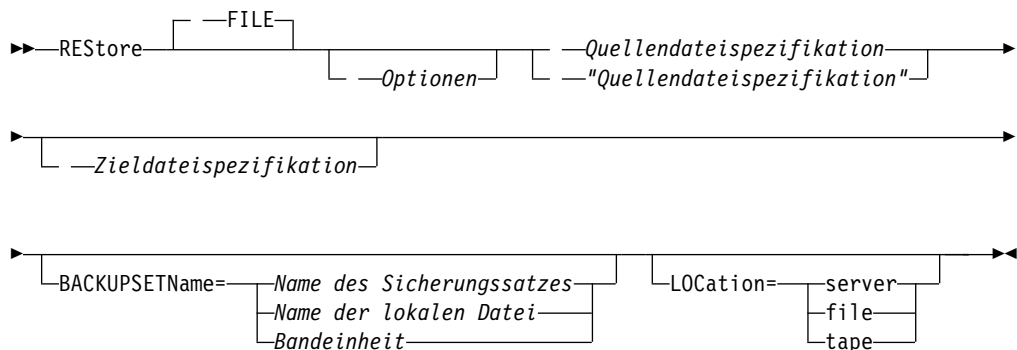 FILE
REStore
Quellendateispezifikation
Optionen
"Quellendateispezifikation"
Zieldateispezifikation
BACKUPSETName=
Name des Sicherungssatzes
LOCation=
server
Name der lokalen Datei
file
Bandeinheit
tape